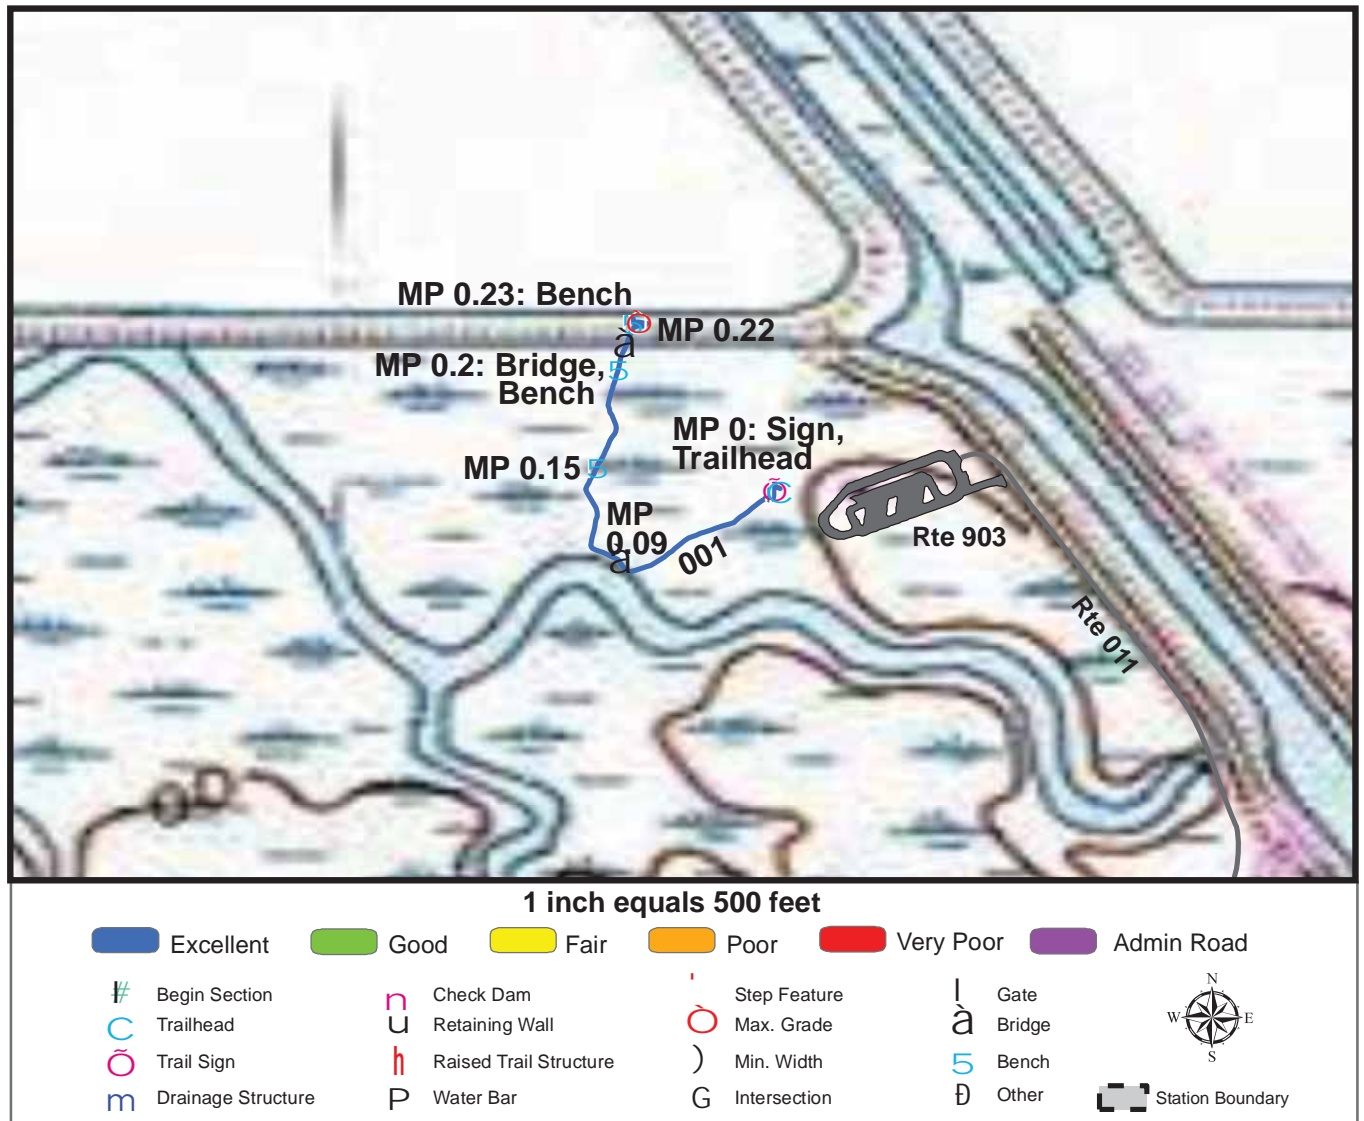 MP 0.23: Bench
à
MP 0.22
MP 0.2: Bridge,
Bench
5
MP 0: Sign,
Trailhead
MP 0.15
5
Õ
C
MP
0.09
à
001
Rte 903
Rte 011
1 inch equals 500 feet
Excellent
Good
Fair
Poor
Very Poor
Admin Road
Begin Section
n Check Dam
' Step Feature
l Gate
C Trailhead
u Retaining Wall
Ò Max. Grade
à Bridge
Õ Trail Sign
h Raised Trail Structure
) Min. Width
5 Bench
m Drainage Structure
P Water Bar
G Intersection
Ð Other
Station Boundary
N
W
E
S